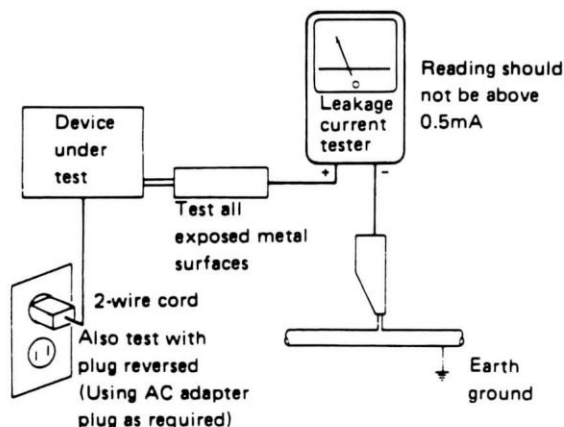 Device
under
test
Leakage
current
tester
+ -
Reading should
not be above
0.5mA
Test all
exposed metal
surfaces
2-wire cord
Also test with
plug reversed
(Using AC adapter
plug as required)
Earth
ground